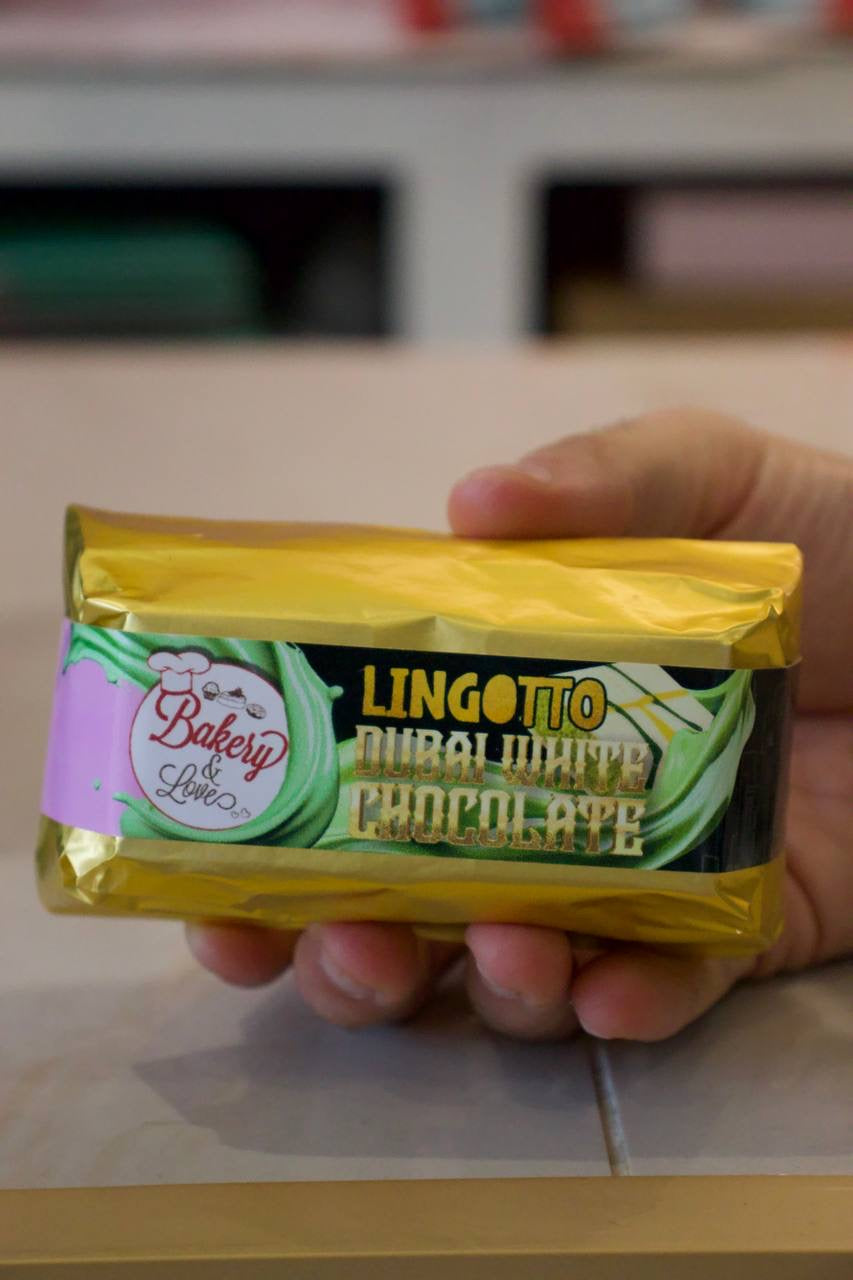 Bakery
&
Love
LINGOTTO
DUBAI WHITE
CHOCOLATE